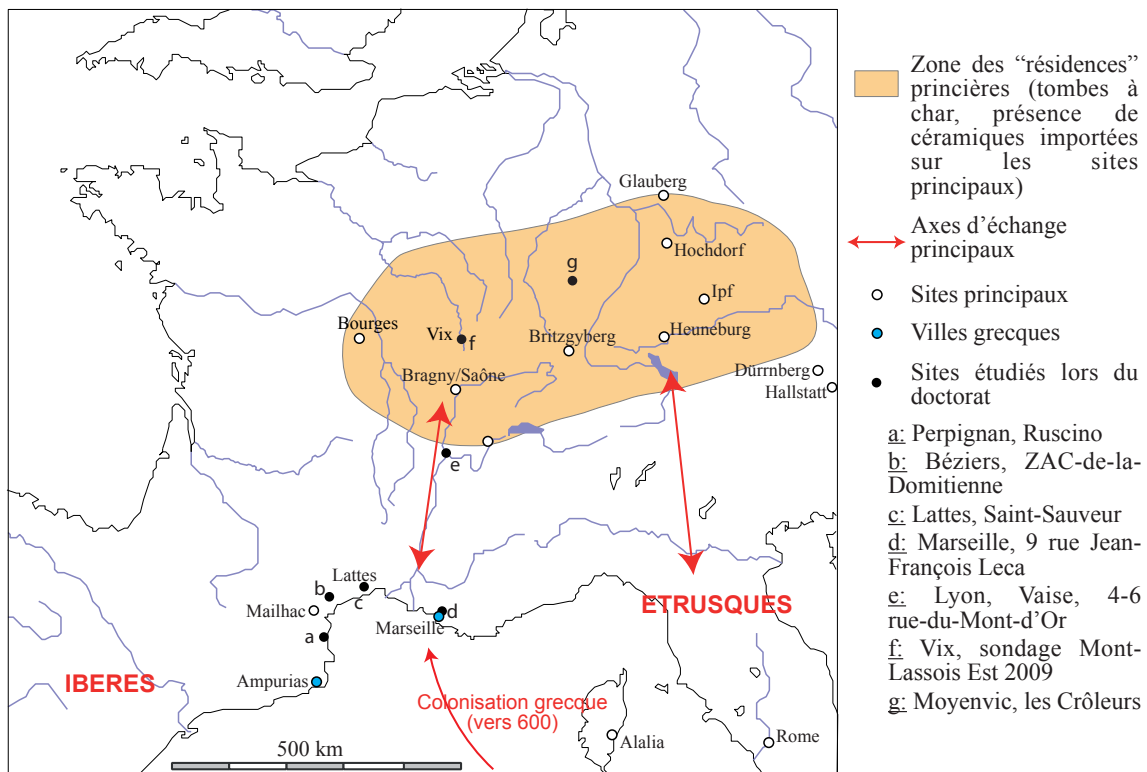 Glauberg
Hochdorf
g
Ipf
Bourges
Vix
f
Britzgyberg
Heuneburg
Bragny/Saône
Dürrnberg
Hallstatt
e
Lattes
b
c
Mailhac
d
Marseille
a
ETRUSQUES
IBERES
Ampurias
Colonisation grecque
(vers 600)
Alalia
Rome
500 km
Zone des “résidences”
princières (tombes à
char, présence de
céramiques importées
sur les sites
principaux)
Axes d’échange
principaux
Sites principaux
Villes grecques
Sites étudiés lors du
doctorat
a: Perpignan, Ruscino
b: Béziers, ZAC-de-la-
Domitienne
c: Lattes, Saint-Sauveur
d: Marseille, 9 rue Jean-
François Leca
e: Lyon, Vaise, 4-6
rue-du-Mont-d’Or
f: Vix, sondage Mont-
Lassois Est 2009
g: Moyenvic, les Crôleurs